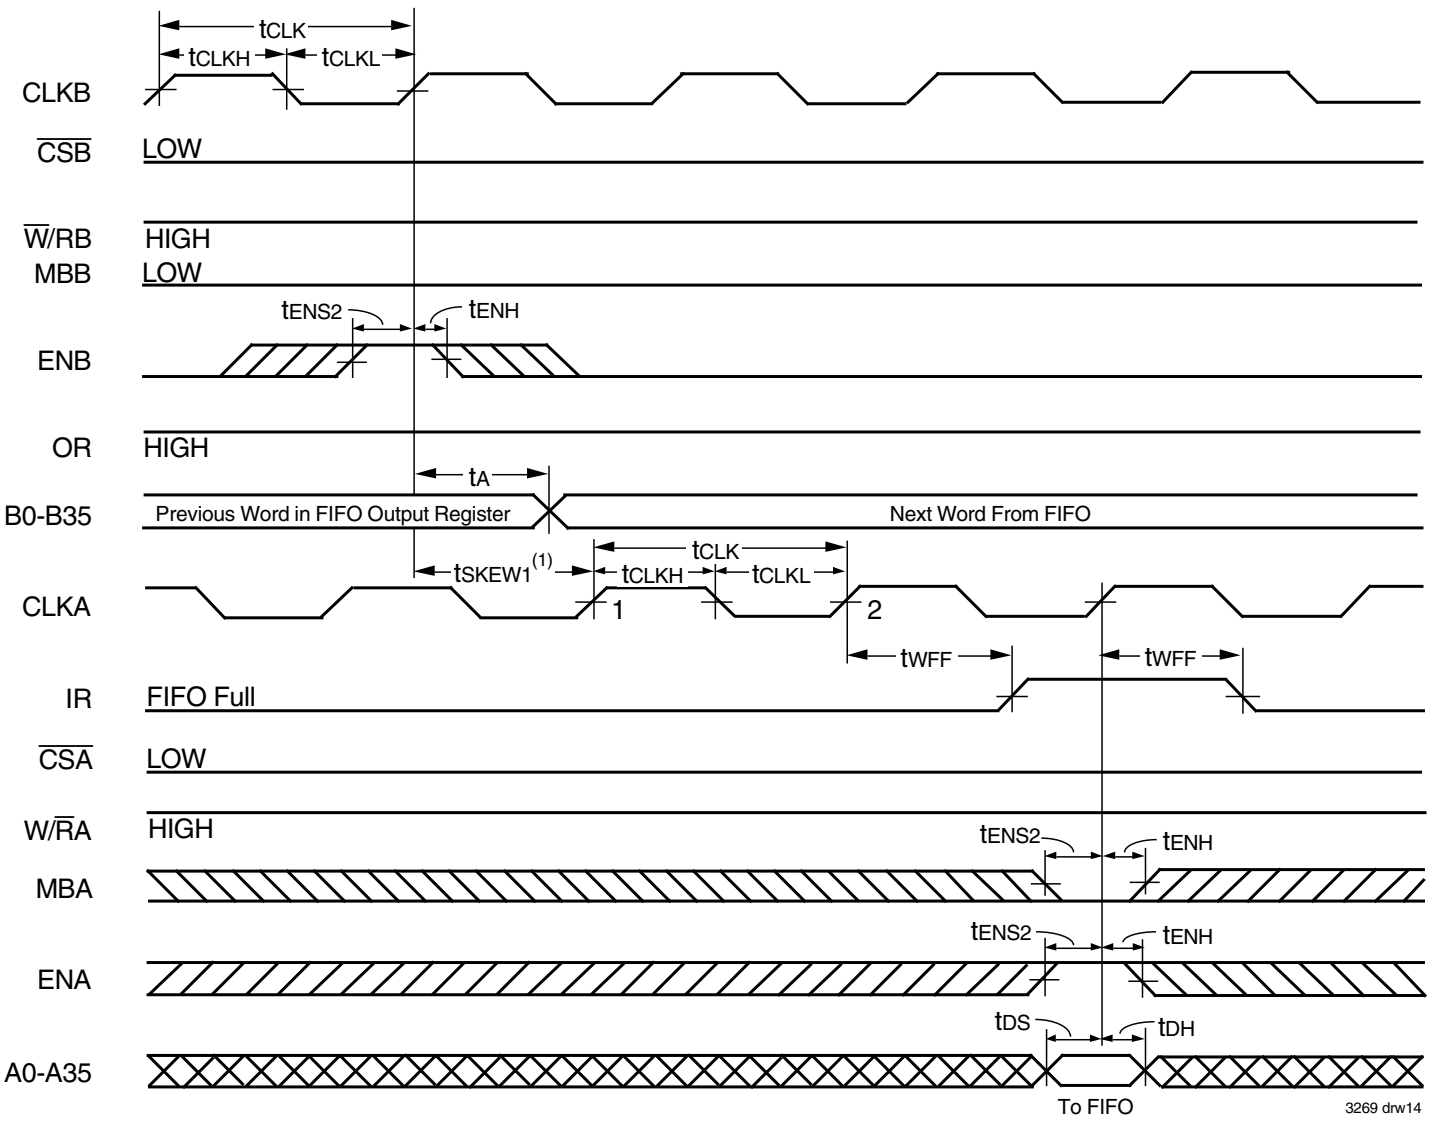 tCLK
tCLKH tCLKL
CLKB
CSB LOW
W/RB HIGH
MBB LOW
tENS2 tENH
ENB
OR HIGH
tA
B0-B35 Previous Word in FIFO Output Register Next Word From FIFO
tCLK
tSKEW1(1) tCLKH tCLKL
CLKA 1 2
tWFF tWFF
IR FIFO Full
CSA LOW
W/RA HIGH
tENS2 tENH
MBA
tENS2 tENH
ENA
tDS tDH
A0-A35
To FIFO
3269 drw14